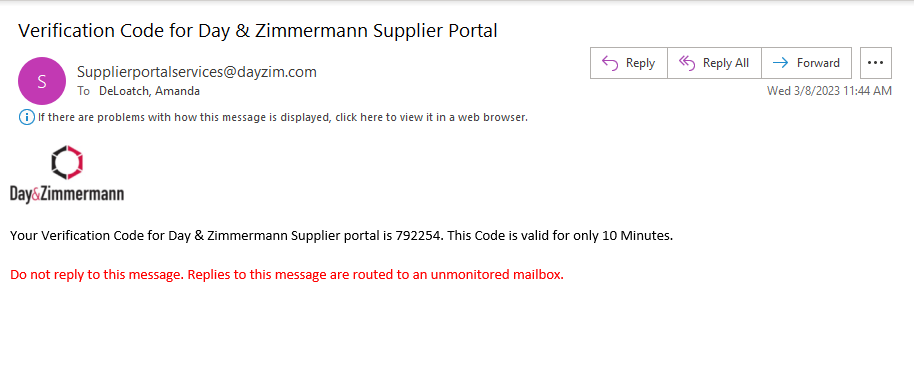 Verification Code for Day & Zimmermann Supplier Portal
S
Supplierportalservices@dayzim.com
To DeLoatch, Amanda
Reply
Reply All
Forward
Wed 3/8/2023 11:44 AM
If there are problems with how this message is displayed, click here to view it in a web browser.
Day&Zimmermann
Your Verification Code for Day & Zimmermann Supplier portal is 792254. This Code is valid for only 10 Minutes.
Do not reply to this message. Replies to this message are routed to an unmonitored mailbox.